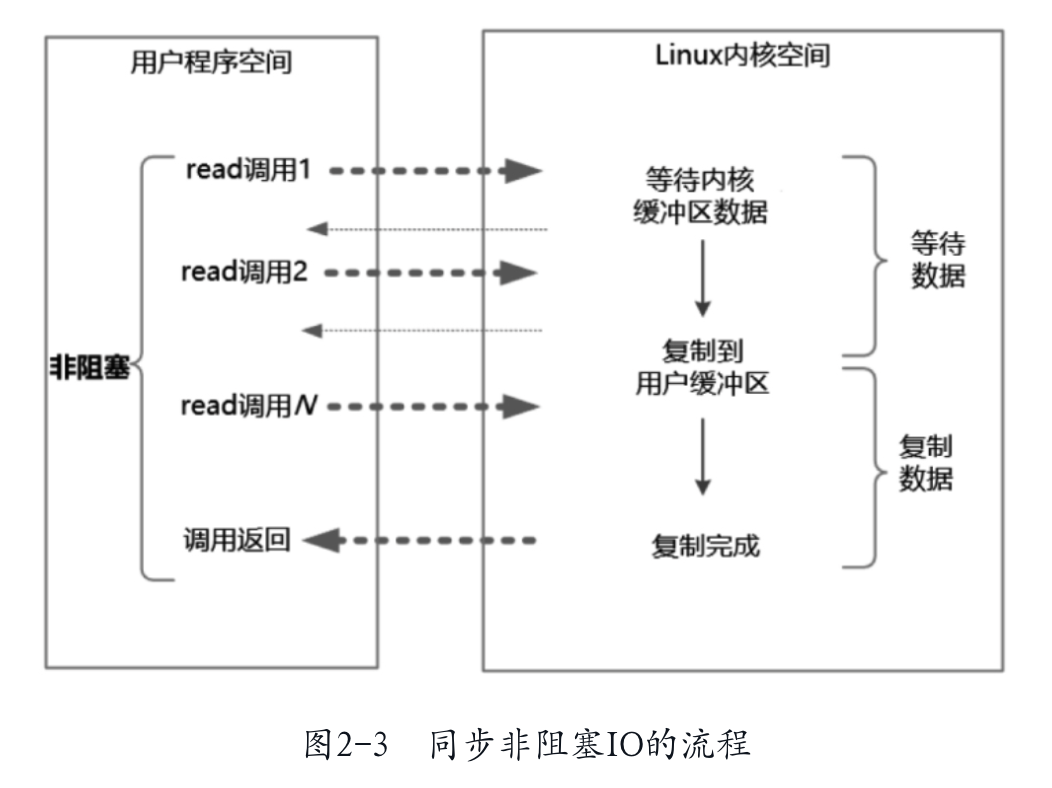 用户程序空间
Linux内核空间
read调用1
等待内核
缓冲区数据
等待
数据
read调用2
非阻塞
复制到
用户缓冲区
read调用N
复制
数据
调用返回
复制完成
图2-3 同步非阻塞IO的流程